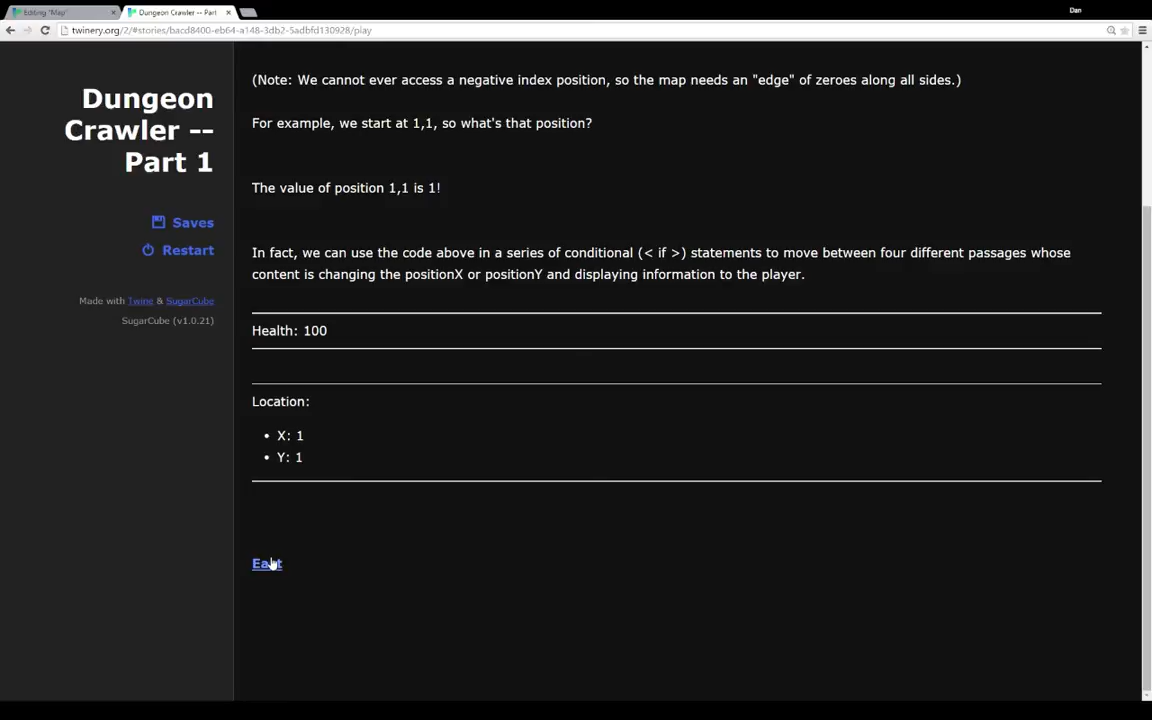 Editing "Map"
Dungeon Crawler -- Part
Dan
twinery.org/2/#stories/bacd8400-eb64-a148-3db2-5adbfd130928/play
Dungeon
Crawler --
Part 1
Saves
Restart
Made with Twine & SugarCube
SugarCube (v1.0.21)
(Note: We cannot ever access a negative index position, so the map needs an "edge" of zeroes along all sides.)
For example, we start at 1,1, so what's that position?
The value of position 1,1 is 1!
In fact, we can use the code above in a series of conditional (< if >) statements to move between four different passages whose
content is changing the positionX or positionY and displaying information to the player.
Health: 100
Location:
• X: 1
• Y: 1
East